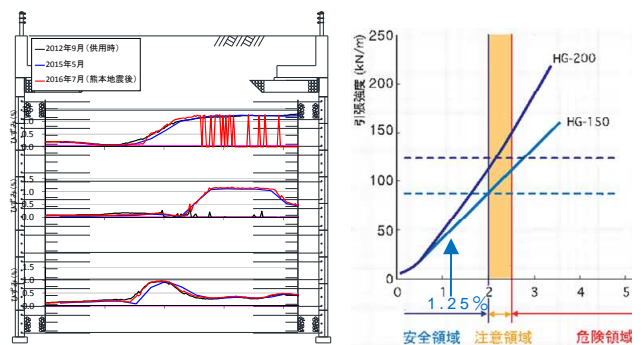 2012年9月（供用時）
2015年5月
2016年7月（熊本地震後）
ひずみ(%)
1.0
0.5
0.0
ひずみ(%)
1.5
1.0
0.5
0.0
ひずみ(%)
1.5
1.0
0.5
0.0
引張強度(kN/m)
250
200
150
100
50
0
HG-200
HG-150
1.25%
0
1
2
3
4
5
安全領域
注意領域
危険領域